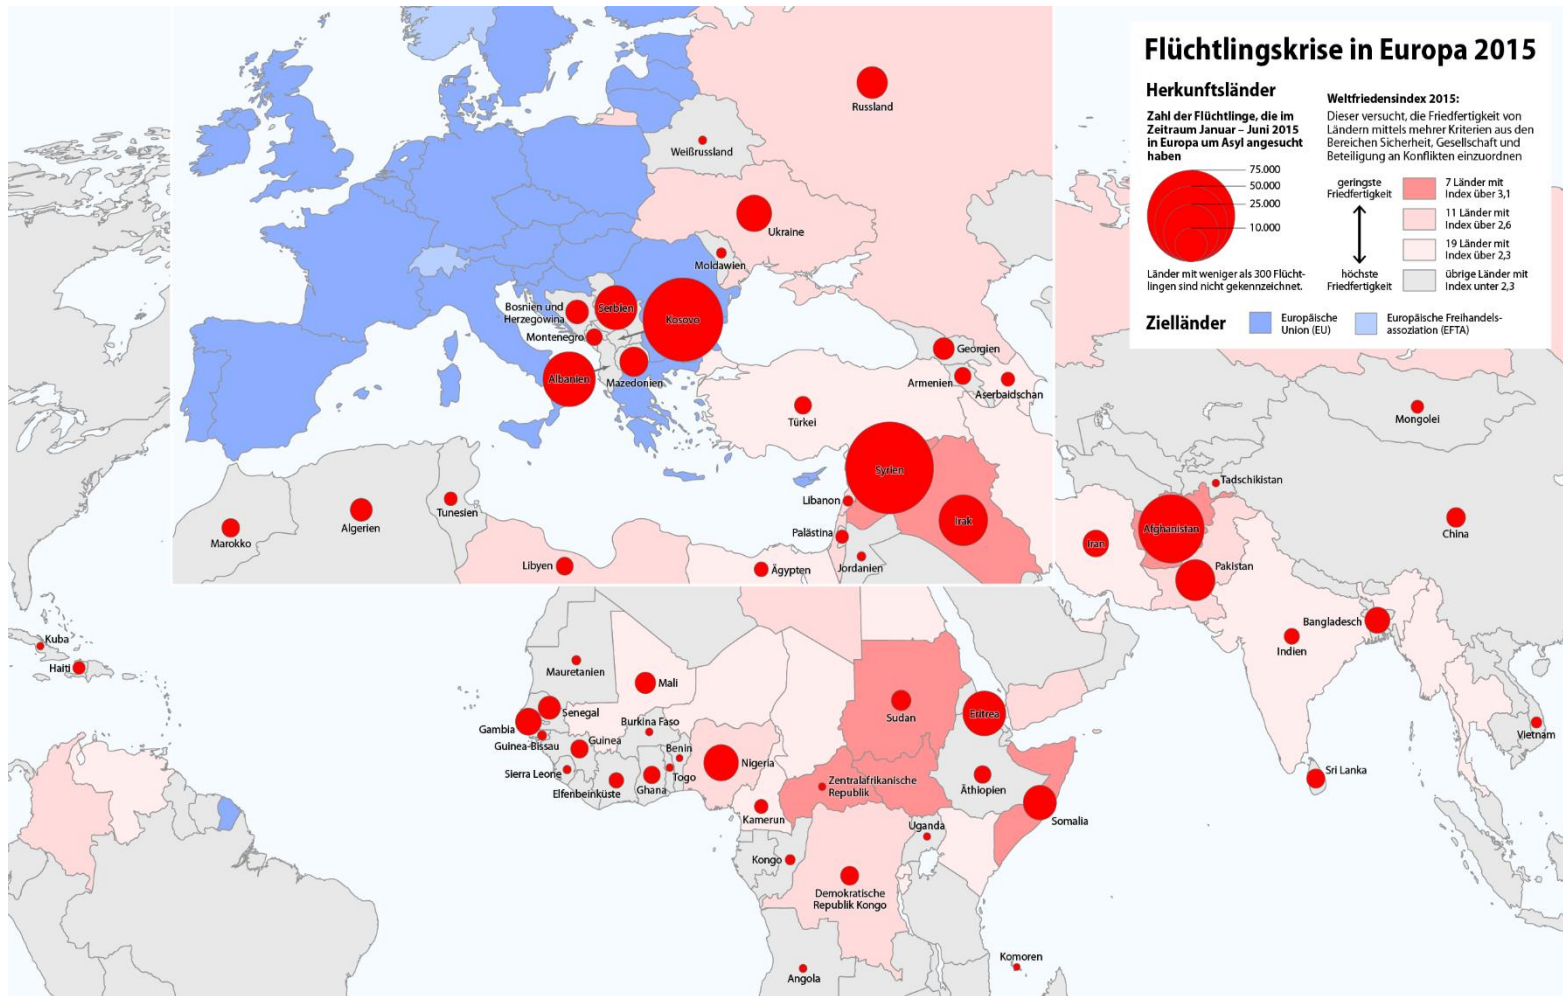 Flüchtlingskrise in Europa 2015
Herkunftsländer
Zahl der Flüchtlinge, die im
Zeitraum Januar – Juni 2015
in Europa um Asyl angesucht
haben
75.000
50.000
25.000
10.000
Länder mit weniger als 300 Flücht-
lingen sind nicht gekennzeichnet.
Weltfriedensindex 2015:
Dieser versucht, die Friedfertigkeit von
Ländern mittels mehrer Kriterien aus den
Bereichen Sicherheit, Gesellschaft und
Beteiligung an Konflikten einzuordnen
geringste
Friedfertigkeit
höchste
Friedfertigkeit
7 Länder mit
Index über 3,1
11 Länder mit
Index über 2,6
19 Länder mit
Index über 2,3
übrige Länder mit
Index unter 2,3
Zielländer
Europäische
Union (EU)
Europäische Freihandels-
assoziation (EFTA)
Russland
Weißrussland
Ukraine
Moldawien
Bosnien und
Herzegowina
Serbien
Kosovo
Montenegro
Albanien
Mazedonien
Georgien
Armenien
Aserbaidschan
Türkei
Syrien
Libanon
Irak
Palästina
Jordanien
Marokko
Algerien
Tunesien
Libyen
Ägypten
Mongolei
Tadschikistan
Afghanistan
China
Iran
Pakistan
Bangladesch
Indien
Vietnam
Sri Lanka
Kuba
Haiti
Mauretanien
Mali
Senegal
Gambia
Guinea-Bissau
Guinea
Burkina Faso
Benin
Sierra Leone
Elfenbeinküste
Ghana
Togo
Nigeria
Kamerun
Sudan
Eritrea
Zentralafrikanische
Republik
Äthiopien
Somalia
Uganda
Kongo
Demokratische
Republik Kongo
Angola
Komoren